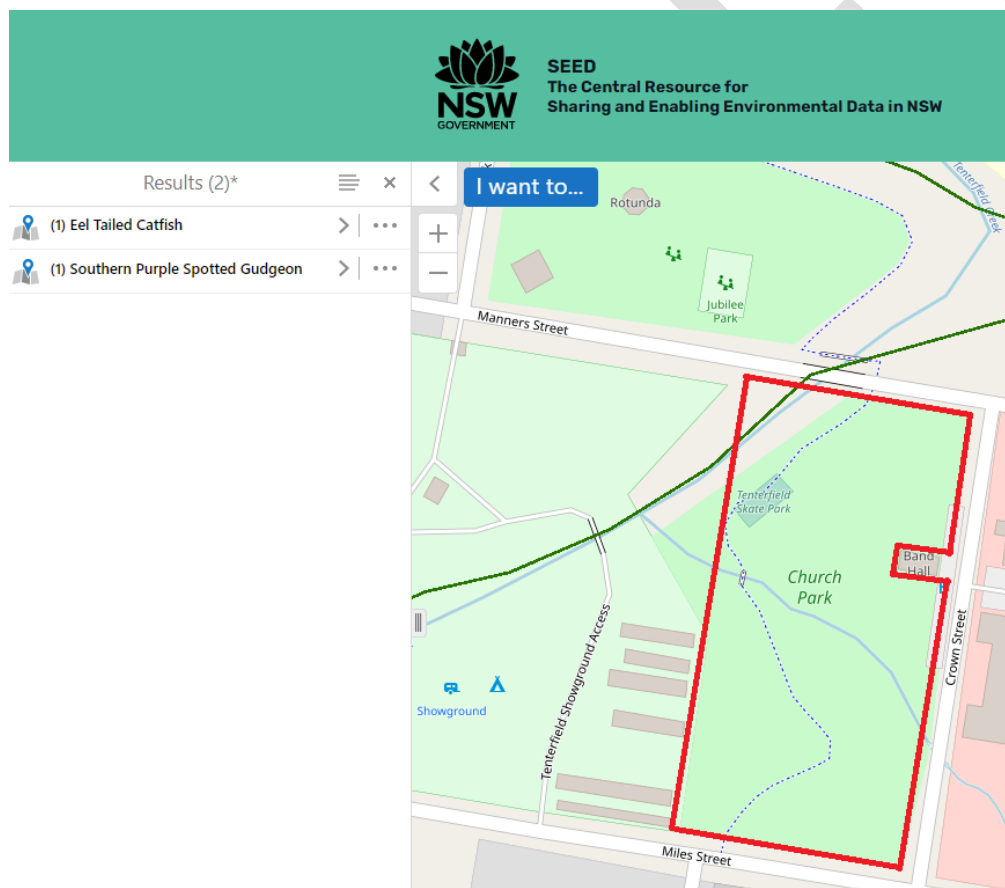 NSW
GOVERNMENT
SEED
The Central Resource for
Sharing and Enabling Environmental Data in NSW
Results (2)*
I want to...
(1) Eel Tailed Catfish
(1) Southern Purple Spotted Gudgeon
Rotunda
Tenterfield Creek
Jubilee
Park
Manners Street
Tenterfield
Skate Park
Band
Hall
Church
Park
Crown Street
Tenterfield Showground Access
Showground
Miles Street